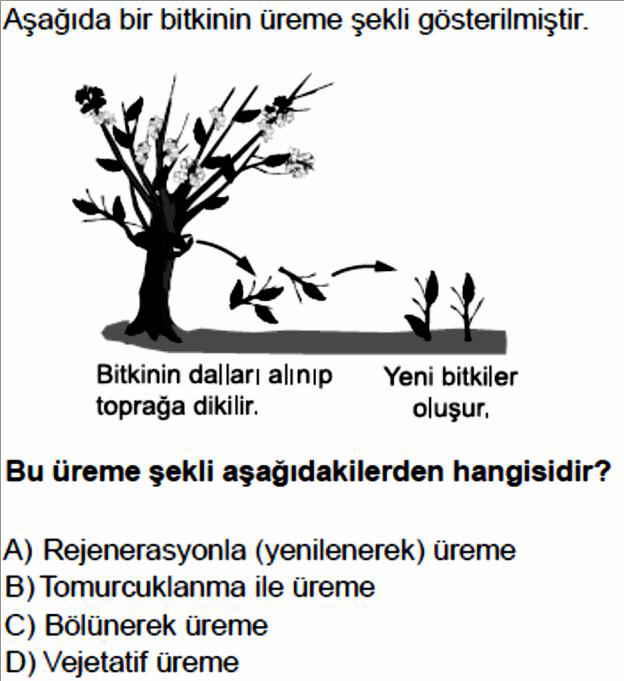 Aşağıda bir bitkinin üreme şekli gösterilmiştir.
Bitkinin dalları alınıp
toprağa dikilir.
Yeni bitkiler
oluşur.
Bu üreme şekli aşağıdakilerden hangisidir?
A) Rejenerasyonla (yenilenerek) üreme
B) Tomurcuklanma ile üreme
C) Bölünerek üreme
D) Vejetatif üreme